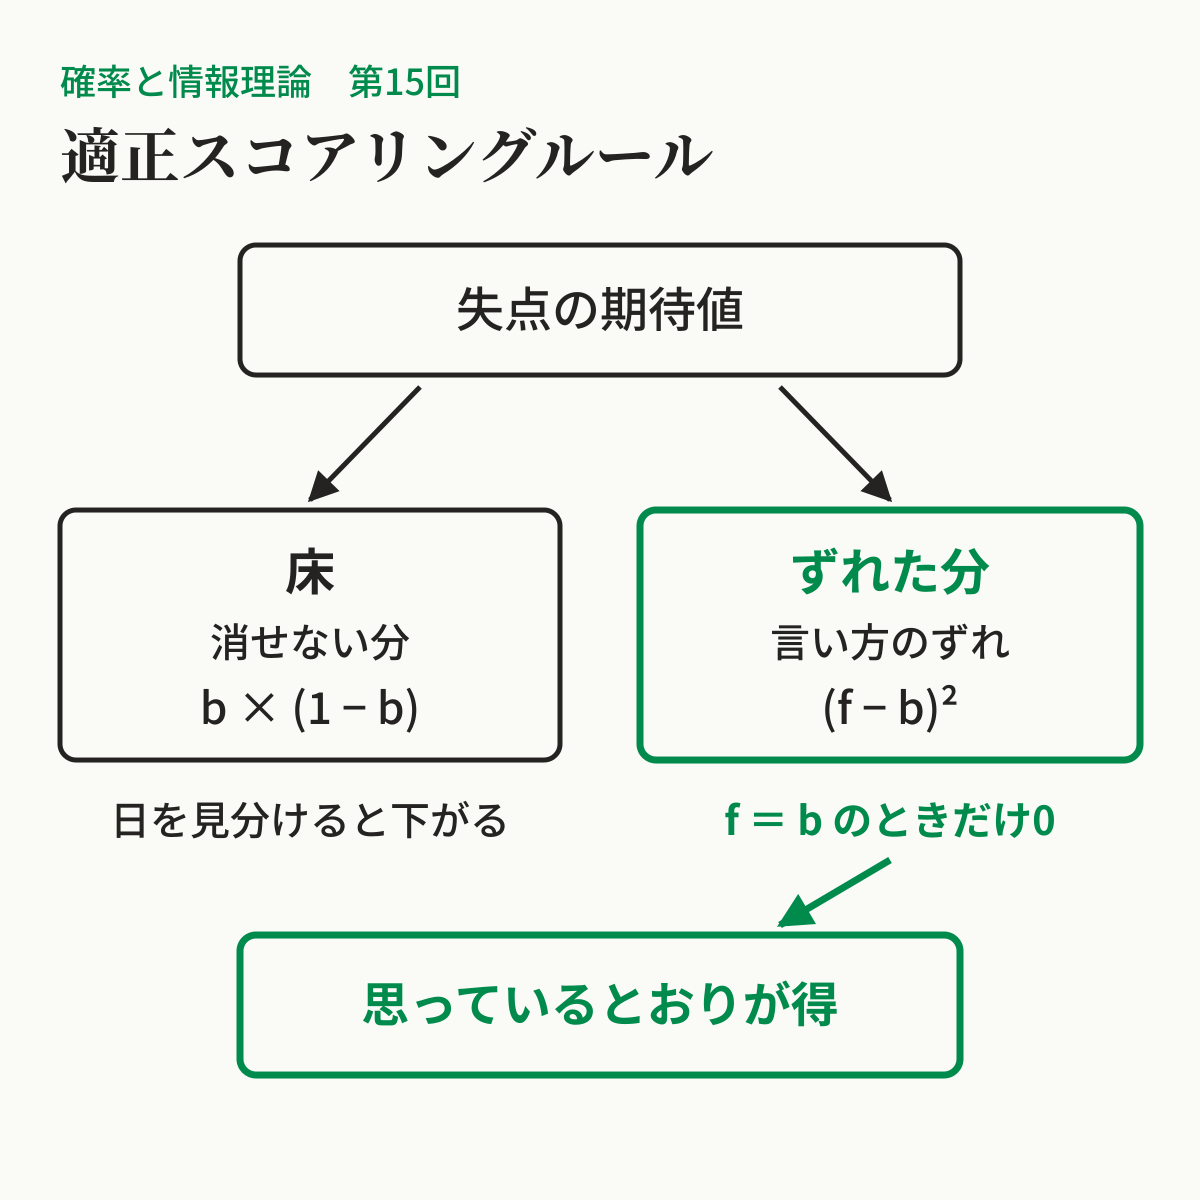 確率と情報理論　第15回
適正スコアリングルール
失点の期待値
床
消せない分
b × (1 − b)
日を見分けると下がる
ずれた分
言い方のずれ
(f − b)²
f = b のときだけ0
思っているとおりが得